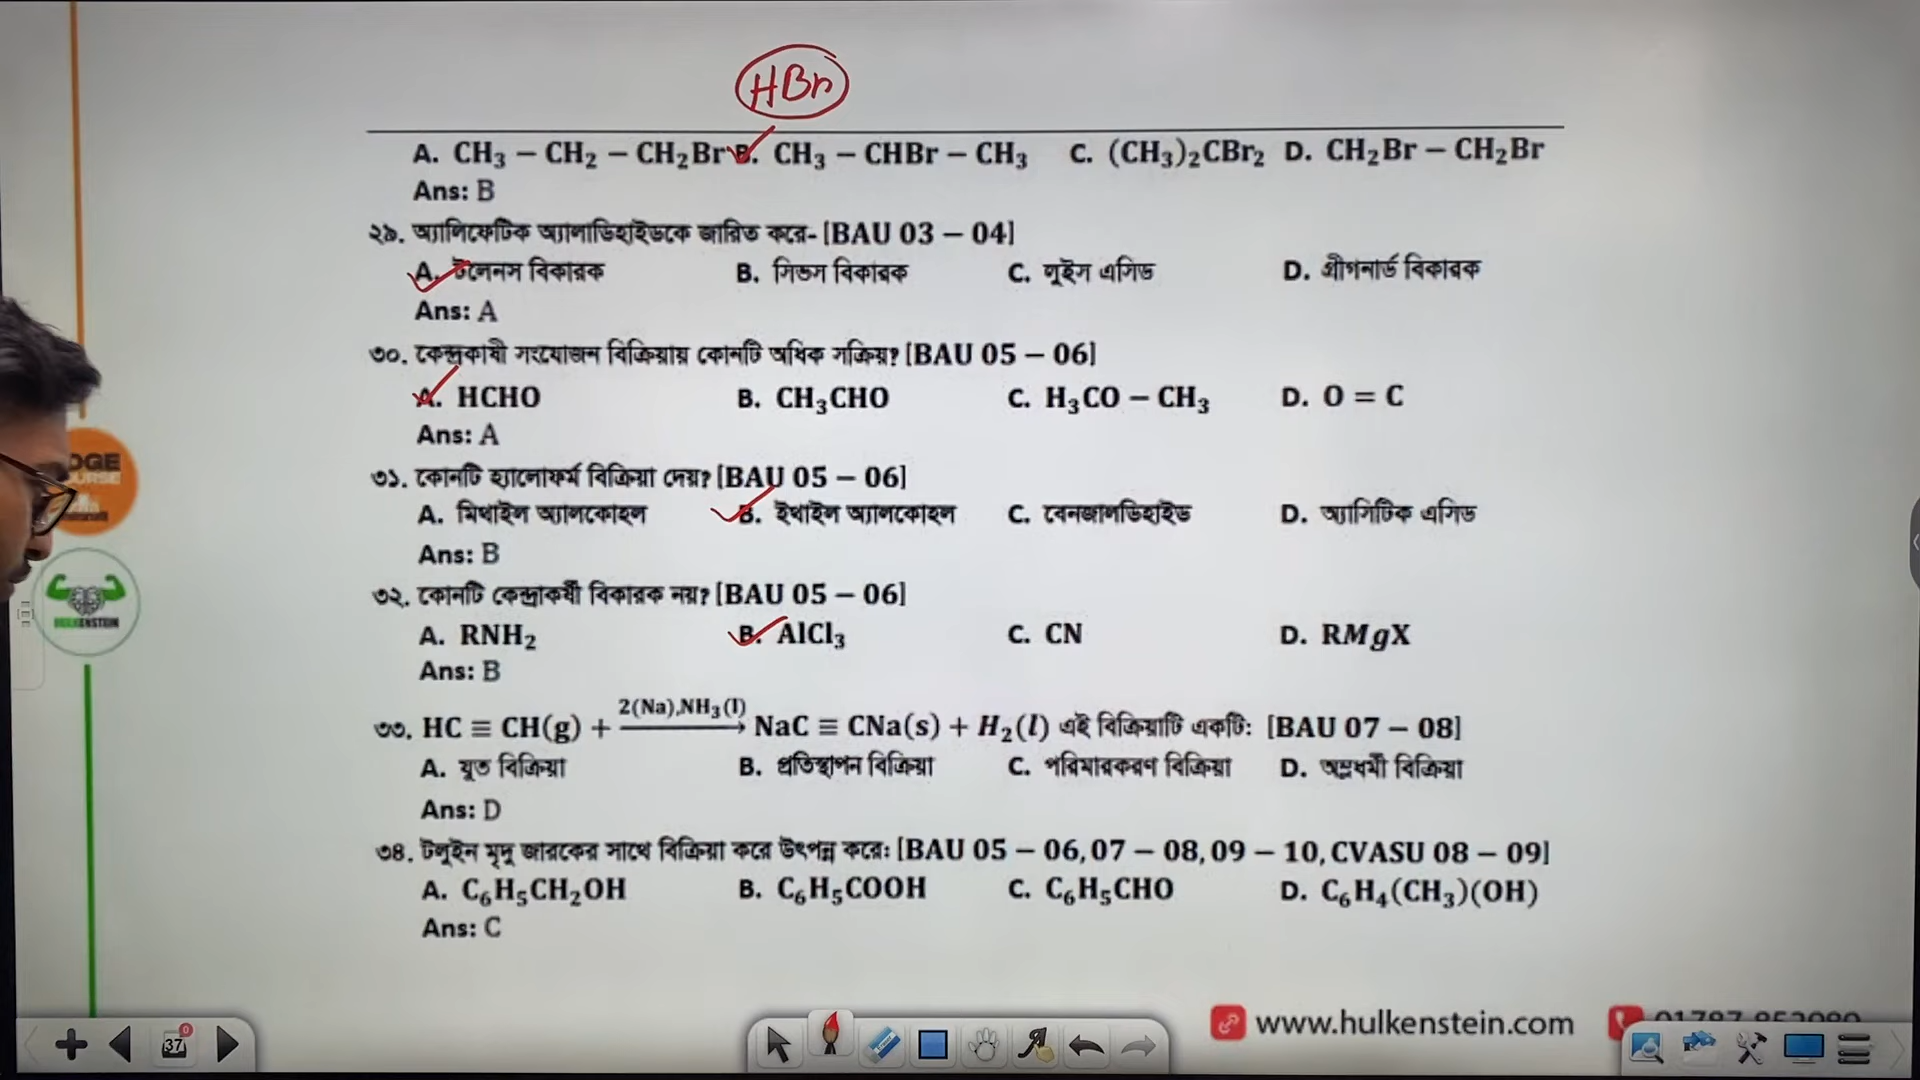 HBr
A. CH₃ − CH₂ − CH₂Br B. CH₃ − CHBr − CH₃ C. (CH₃)₂CBr₂ D. CH₂Br − CH₂Br
Ans: B
২৯. অ্যালিফেটিক অ্যালডিহাইডকে জারিত করে- [BAU 03 − 04]
A. টলেনস বিকারক B. লিন্ডস বিকারক C. লুইস এসিড D. গ্রীগনার্ড বিকারক
Ans: A
৩০. কেন্দ্রকাষী সংযোজন বিক্রিয়ায় কোনটি অধিক সক্রিয়? [BAU 05 − 06]
A. HCHO B. CH₃CHO C. H₃CO − CH₃ D. O = C
Ans: A
৩১. কোনটি হ্যালোফর্ম বিক্রিয়া দেয়? [BAU 05 − 06]
A. মিথাইল অ্যালকোহল B. ইথাইল অ্যালকোহল C. বেনজালডিহাইড D. অ্যাসিটিক এসিড
Ans: B
৩২. কোনটি কেন্দ্রাকর্ষী বিকারক নয়? [BAU 05 − 06]
A. RNH₂ B. AlCl₃ C. CN D. RMgX
Ans: B
৩৩. HC ≡ CH(g) + 2(Na),NH₃(l) → NaC ≡ CNa(s) + H₂(l) এই বিক্রিয়াটি একটি: [BAU 07 − 08]
A. যুত বিক্রিয়া B. প্রতিস্থাপন বিক্রিয়া C. পলিমারকরণ বিক্রিয়া D. অম্লধর্মী বিক্রিয়া
Ans: D
৩৪. টলুইন মৃদু জারকের সাথে বিক্রিয়া করে উৎপন্ন করে: [BAU 05 − 06, 07 − 08, 09 − 10, CVASU 08 − 09]
A. C₆H₅CH₂OH B. C₆H₅COOH C. C₆H₅CHO D. C₆H₄(CH₃)(OH)
Ans: C
www.hulkenstein.com
37
0